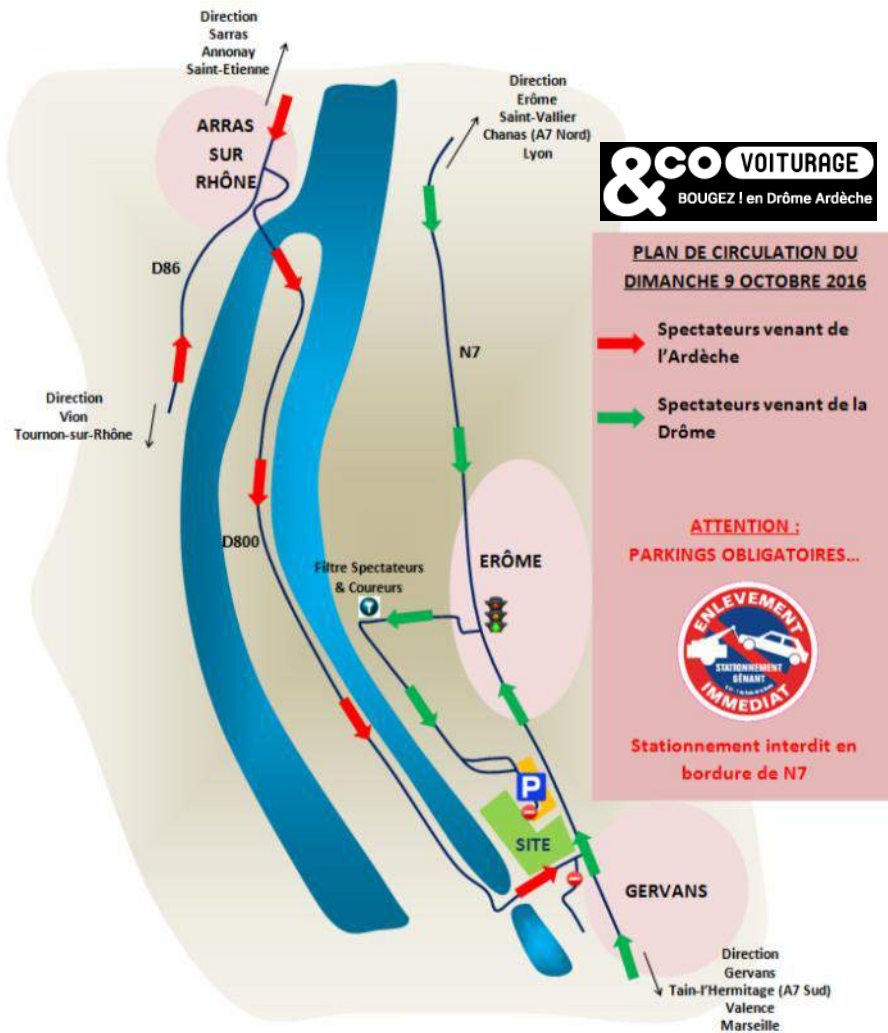 Direction
Sarras
Annonay
Saint-Etienne
Direction
Erôme
Saint-Vallier
Chanas (A7 Nord)
Lyon
ARRAS
SUR
RHÔNE
&CO VOITURAGE
BOUGEZ ! en Drôme Ardèche
PLAN DE CIRCULATION DU
DIMANCHE 9 OCTOBRE 2016
Spectateurs venant de
l'Ardèche
Spectateurs venant de la
Drôme
D86
N7
Direction
Vion
Tournon-sur-Rhône
D800
Filtre Spectateurs
& Coureurs
ERÔME
ATTENTION :
PARKINGS OBLIGATOIRES...
ENLEVEMENT
STATIONNEMENT
GÊNANT
IMMEDIAT
Stationnement interdit en
bordure de N7
P
SITE
GERVANS
Direction
Gervans
Tain-l'Hermitage (A7 Sud)
Valence
Marseille